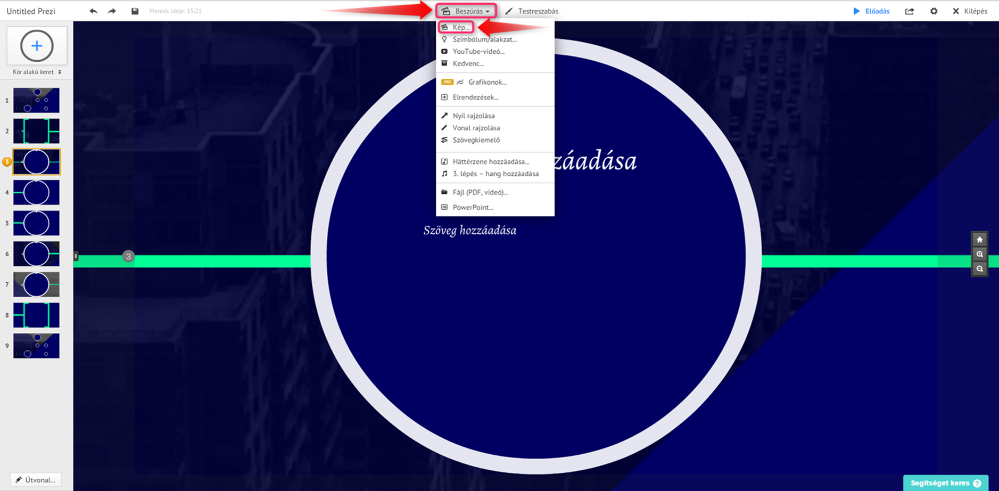 Untitled Prezi
Mentés ideje: 15:21
Beszúrás
Testreszabás
Előadás
Kilépés
Kör alakú keret
1
2
3
4
5
6
7
8
9
Útvonal...
Kép...
Szimbólum/alakzat...
YouTube-videó...
Kedvenc...
PRO Grafikonok...
Elrendezések...
Nyíl rajzolása
Vonal rajzolása
Szövegkiemelő
Háttérzene hozzáadása...
3. lépés – hang hozzáadása
Fájl (PDF, videó)...
PowerPoint...
záadása
Szöveg hozzáadása
3
Segítséget keres ?